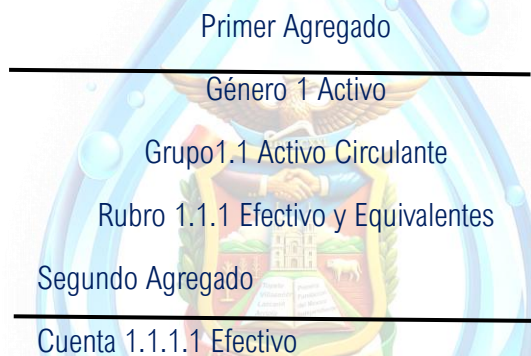 Primer Agregado
Género 1 Activo
Grupo1.1 Activo Circulante
Rubro 1.1.1 Efectivo y Equivalentes
Segundo Agregado
Cuenta 1.1.1.1 Efectivo